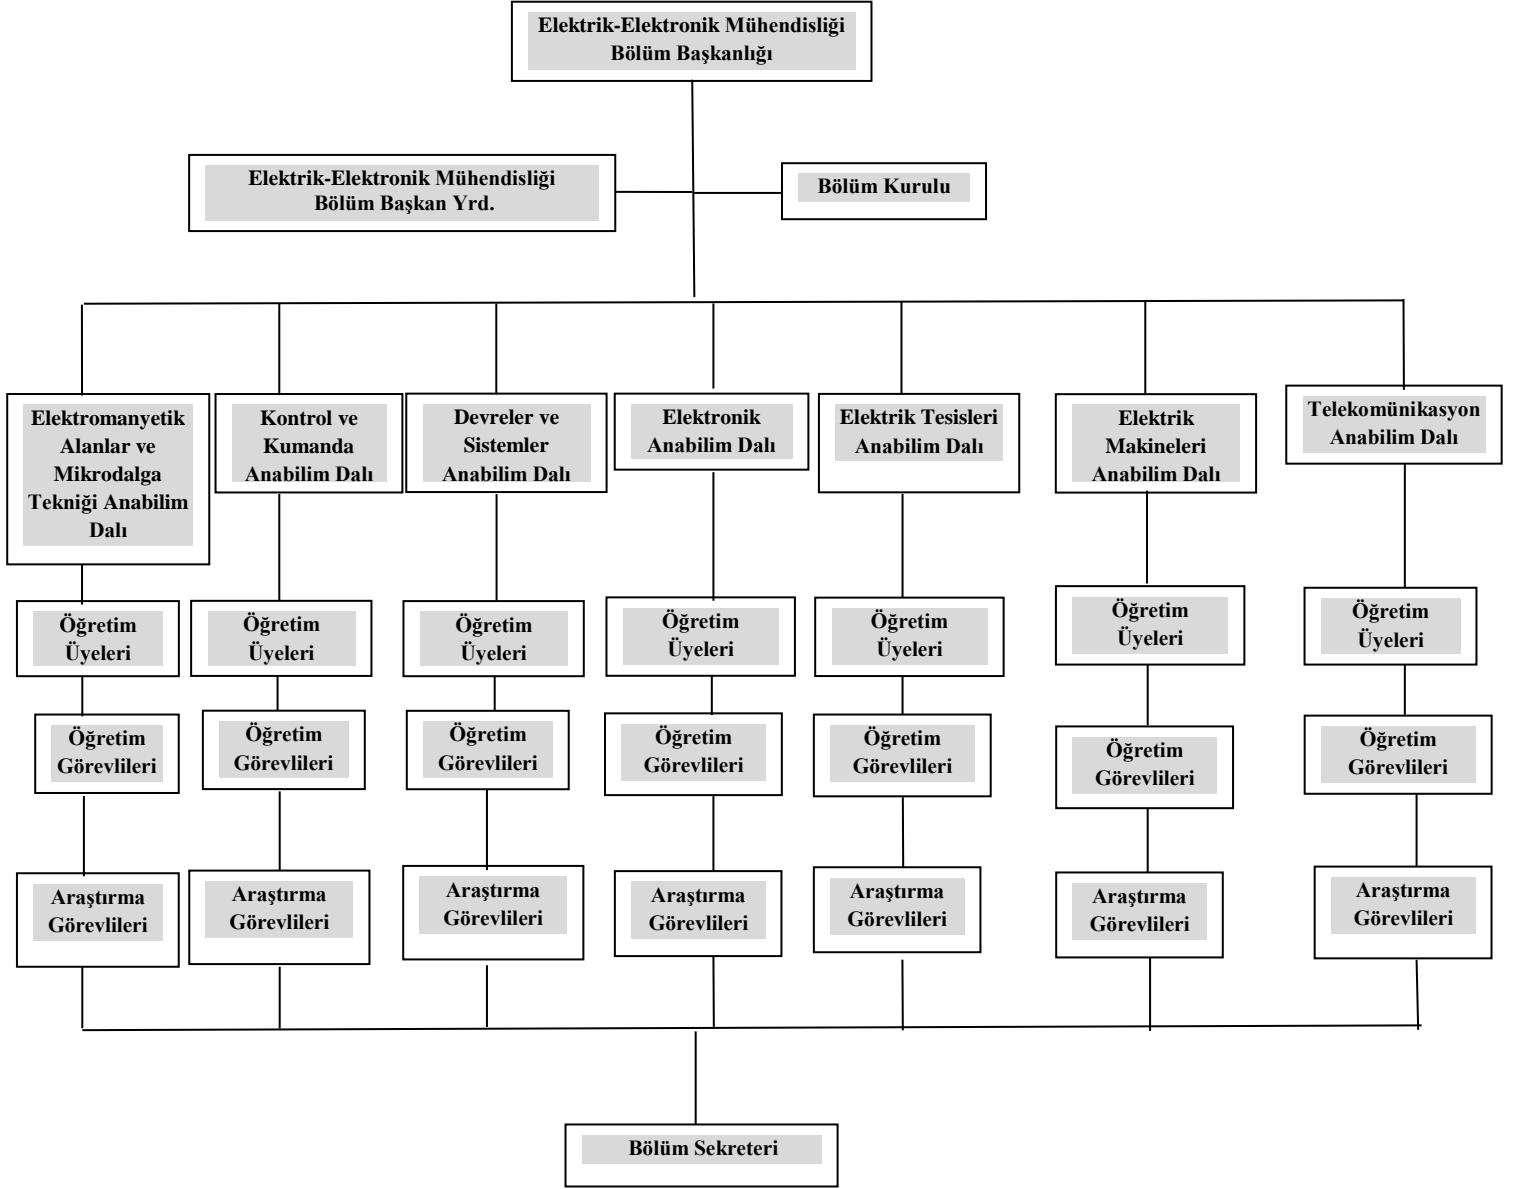 Elektrik-Elektronik Mühendisliği
Bölüm Başkanlığı
Elektrik-Elektronik Mühendisliği
Bölüm Başkan Yrd.
Bölüm Kurulu
Elektromanyetik
Alanlar ve
Mikrodalga
Tekniği Anabilim
Dalı
Kontrol ve
Kumanda
Anabilim Dalı
Devreler ve
Sistemler
Anabilim Dalı
Elektronik
Anabilim Dalı
Elektrik Tesisleri
Anabilim Dalı
Elektrik
Makineleri
Anabilim Dalı
Telekomünikasyon
Anabilim Dalı
Öğretim
Üyeleri
Öğretim
Üyeleri
Öğretim
Üyeleri
Öğretim
Üyeleri
Öğretim
Üyeleri
Öğretim
Üyeleri
Öğretim
Üyeleri
Öğretim
Görevlileri
Öğretim
Görevlileri
Öğretim
Görevlileri
Öğretim
Görevlileri
Öğretim
Görevlileri
Öğretim
Görevlileri
Öğretim
Görevlileri
Araştırma
Görevlileri
Araştırma
Görevlileri
Araştırma
Görevlileri
Araştırma
Görevlileri
Araştırma
Görevlileri
Araştırma
Görevlileri
Araştırma
Görevlileri
Bölüm Sekreteri